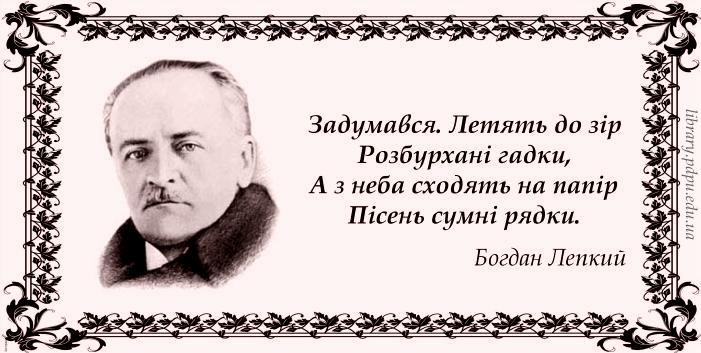 Задумався. Летять до зір
Розбурхані гадки,
А з неба сходять на папір
Пісень сумні рядки.
Богдан Лепкий
library.pdpu.edu.ua